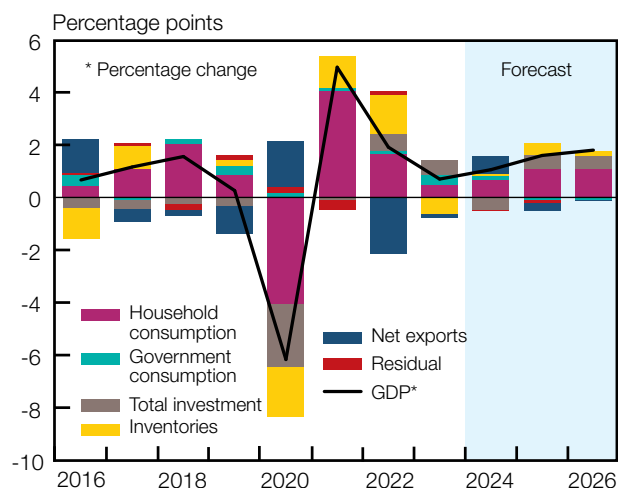 Percentage points
6
4
2
0
-2
-4
-6
-8
-10
* Percentage change
Forecast
Household
consumption
Government
consumption
Total investment
Inventories
Net exports
Residual
GDP*
2016
2018
2020
2022
2024
2026